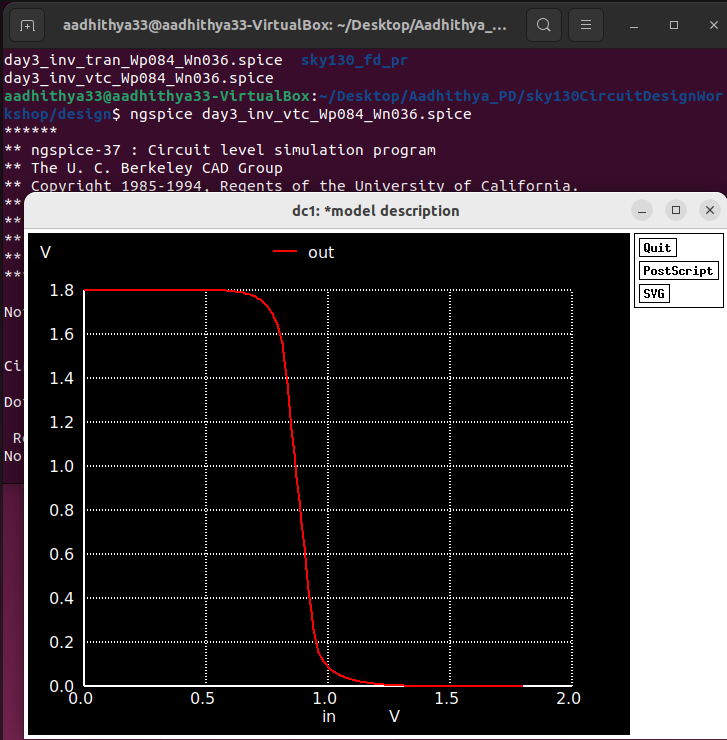 aadhithya33@aadhithya33-VirtualBox: ~/Desktop/Aadhithya_...
day3_inv_tran_Wp084_Wn036.spice  sky130_fd_pr
day3_inv_vtc_Wp084_Wn036.spice
aadhithya33@aadhithya33-VirtualBox:~/Desktop/Aadhithya_PD/sky130CircuitDesignWor
kshop/design$ ngspice day3_inv_vtc_Wp084_Wn036.spice
******
** ngspice-37 : Circuit level simulation program
** The U. C. Berkeley CAD Group
** Copyright 1985-1994, Regents of the University of California.
**
**
**
**
***
No
Ci
Do
R
No
dc1: *model description
V
out
Quit
PostScript
SVG
1.8
1.6
1.4
1.2
1.0
0.8
0.6
0.4
0.2
0.0
0.0 0.5 1.0 1.5 2.0
in V